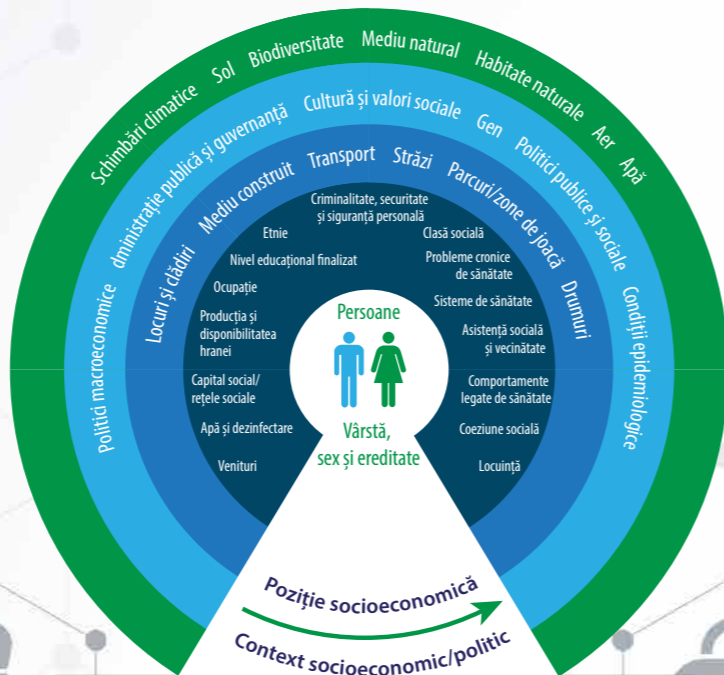 Schimbări climatice
Sol
Biodiversitate
Mediu natural
Habitate naturale
Aer
Apă
Politici macroeconomice
dministrație publică și guvernanță
Cultură și valori sociale
Gen
Politici publice și sociale
Condiții epidemiologice
Locuri și clădiri
Mediu construit
Transport
Străzi
Parcuri/zone de joacă
Drumuri
Criminalitate, securitate
și siguranță personală
Etnie
Nivel educațional finalizat
Ocupație
Producția și
disponibilitatea
hranei
Capital social/
rețele sociale
Apă și dezinfectare
Venituri
Clasă socială
Probleme cronice
de sănătate
Sisteme de sănătate
Asistență socială
și vecinătate
Comportamente
legate de sănătate
Coeziune socială
Locuință
Persoane
Vârstă,
sex și ereditate
Poziție socioeconomică
Context socioeconomic/politic